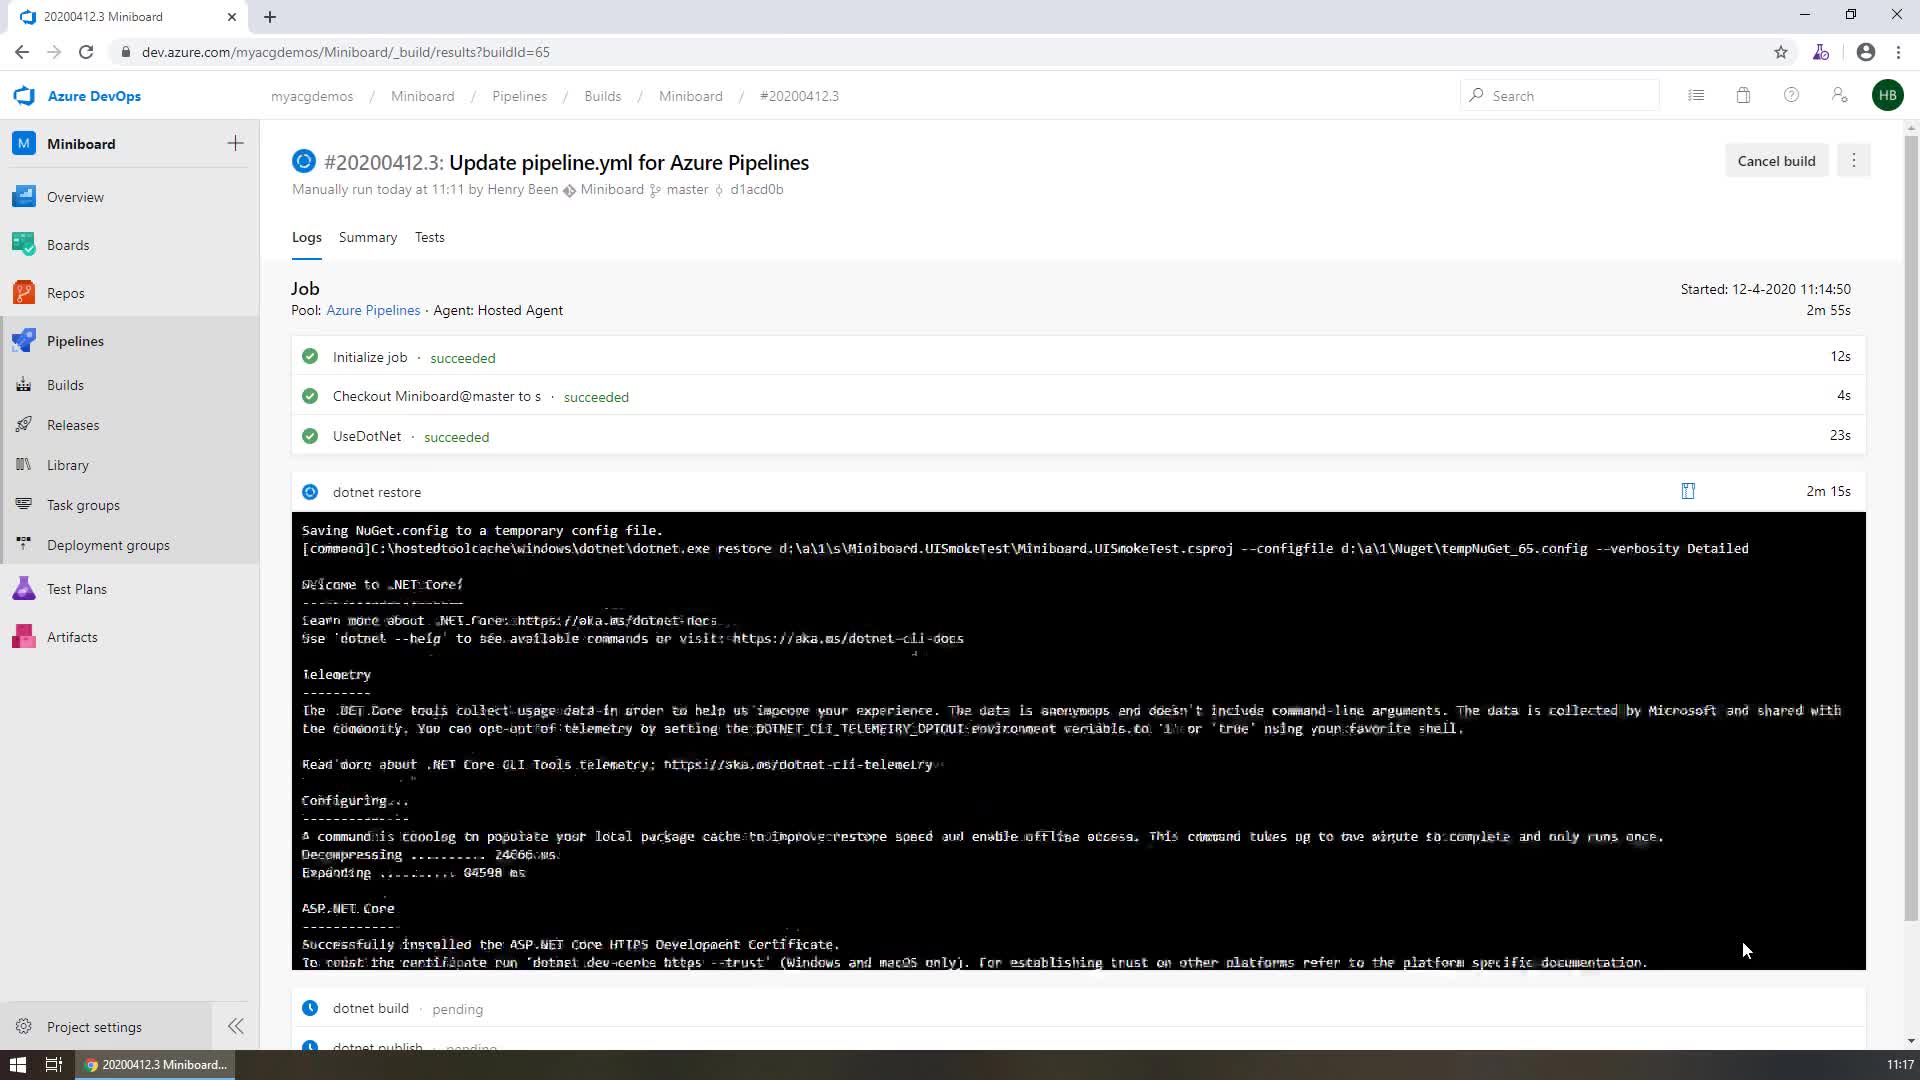 20200412.3 Miniboard
dev.azure.com/myacgdemos/Miniboard/_build/results?buildId=65
Azure DevOps
myacgdemos / Miniboard / Pipelines / Builds / Miniboard / #20200412.3
Search
HB
M Miniboard
Overview
Boards
Repos
Pipelines
Builds
Releases
Library
Task groups
Deployment groups
Test Plans
Artifacts
Project settings
#20200412.3: Update pipeline.yml for Azure Pipelines
Cancel build
Manually run today at 11:11 by Henry Been Miniboard master d1acd0b
Logs Summary Tests
Job
Started: 12-4-2020 11:14:50
Pool: Azure Pipelines · Agent: Hosted Agent
2m 55s
Initialize job · succeeded 12s
Checkout Miniboard@master to s · succeeded 4s
UseDotNet · succeeded 23s
dotnet restore 2m 15s
Saving NuGet.config to a temporary config file.
[command]C:\hostedtoolcache\windows\dotnet\dotnet.exe restore d:\a\1\s\Miniboard.UISmokeTest\Miniboard.UISmokeTest.csproj --configfile d:\a\1\Nuget\tempNuGet_65.config --verbosity Detailed
Welcome to .NET Core!
---------------------
Learn more about .NET Core: https://aka.ms/dotnet-docs
Use 'dotnet --help' to see available commands or visit: https://aka.ms/dotnet-cli-docs
Telemetry
---------
The .NET Core tools collect usage data in order to help us improve your experience. The data is anonymous and doesn't include command-line arguments. The data is collected by Microsoft and shared with
the community. You can opt-out of telemetry by setting the DOTNET_CLI_TELEMETRY_OPTOUT environment variable to '1' or 'true' using your favorite shell.
Read more about .NET Core CLI Tools telemetry: https://aka.ms/dotnet-cli-telemetry
Configuring...
--------------
A command is running to populate your local package cache to improve restore speed and enable offline access. This command takes up to one minute to complete and only runs once.
Decompressing .......... ms
Expanding .......... ms
ASP.NET Core
------------
Successfully installed the ASP.NET Core HTTPS Development Certificate.
To trust the certificate run 'dotnet dev-certs https --trust' (Windows and macOS only). For establishing trust on other platforms refer to the platform specific documentation.
dotnet build · pending
dotnet publish · pending
20200412.3 Miniboard...
11:17